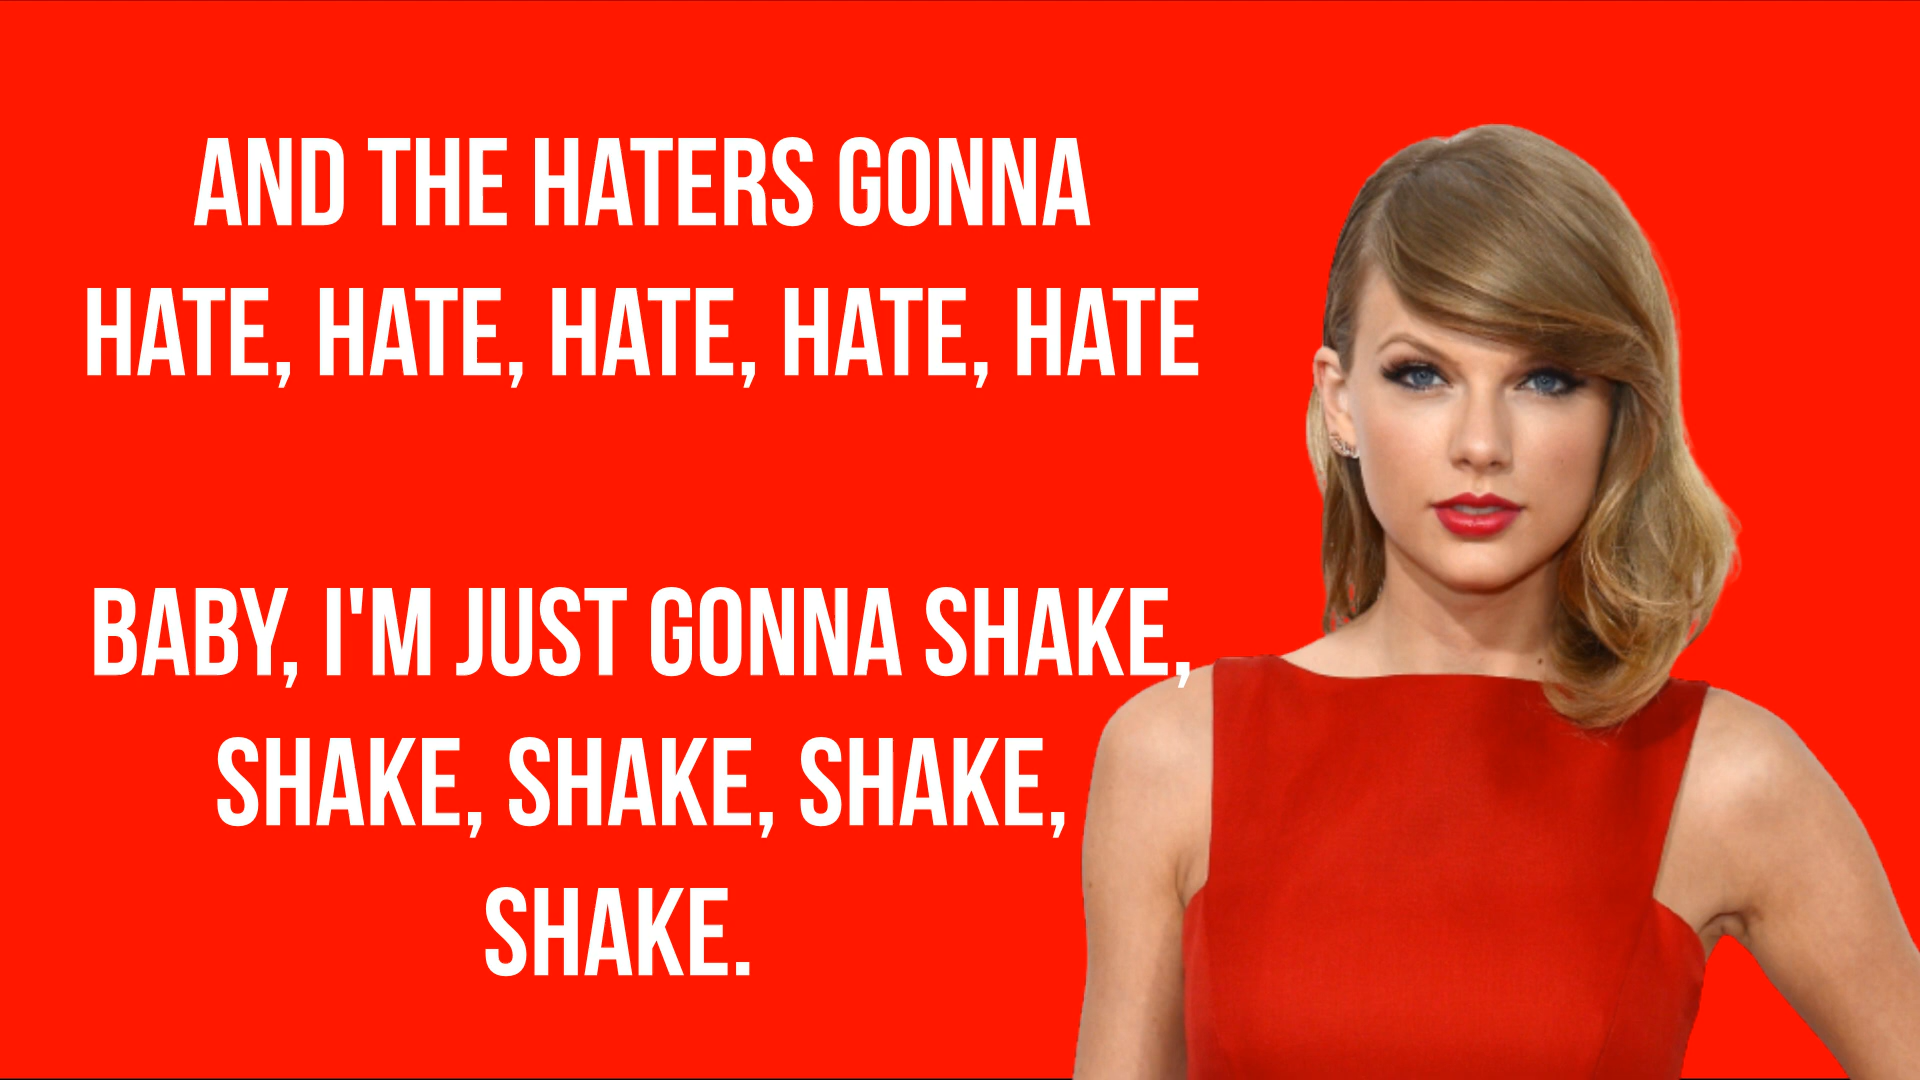 AND THE HATERS GONNA
HATE, HATE, HATE, HATE, HATE
BABY, I'M JUST GONNA SHAKE,
SHAKE, SHAKE, SHAKE,
SHAKE.